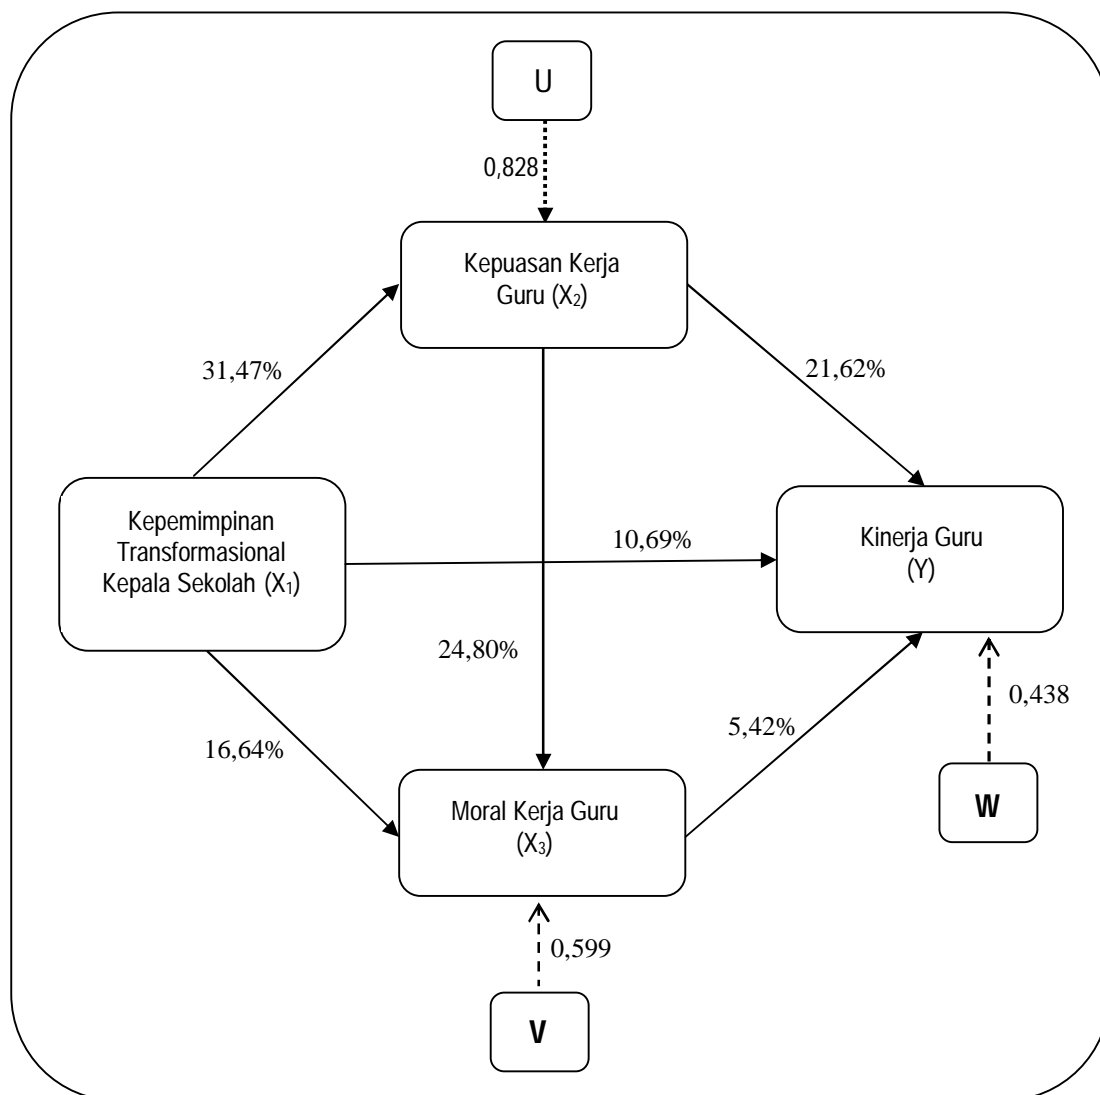 U
0,828
Kepuasan Kerja
Guru (X₂)
31,47%
21,62%
Kepemimpinan
Transformasional
Kepala Sekolah (X₁)
10,69%
Kinerja Guru
(Y)
24,80%
16,64%
5,42%
0,438
Moral Kerja Guru
(X₃)
W
0,599
V